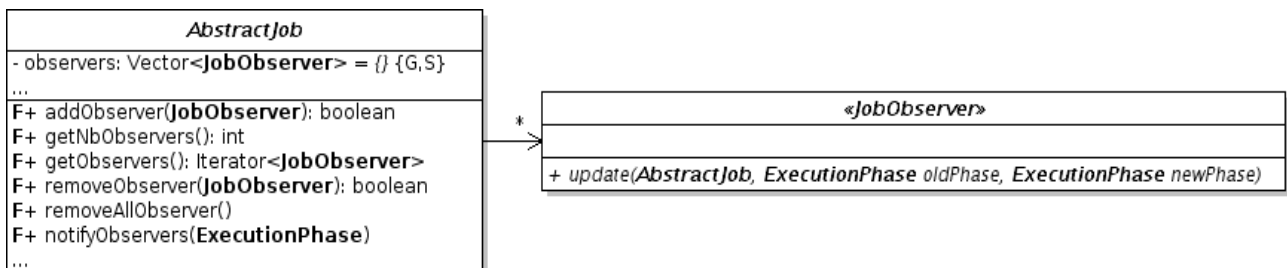 AbstractJob
- observers: Vector<JobObserver> = {} {G,S}
...
F+ addObserver(JobObserver): boolean
F+ getNbObservers(): int
F+ getObservers(): Iterator<JobObserver>
F+ removeObserver(JobObserver): boolean
F+ removeAllObserver()
F+ notifyObservers(ExecutionPhase)
...
*
«JobObserver»
+ update(AbstractJob, ExecutionPhase oldPhase, ExecutionPhase newPhase)